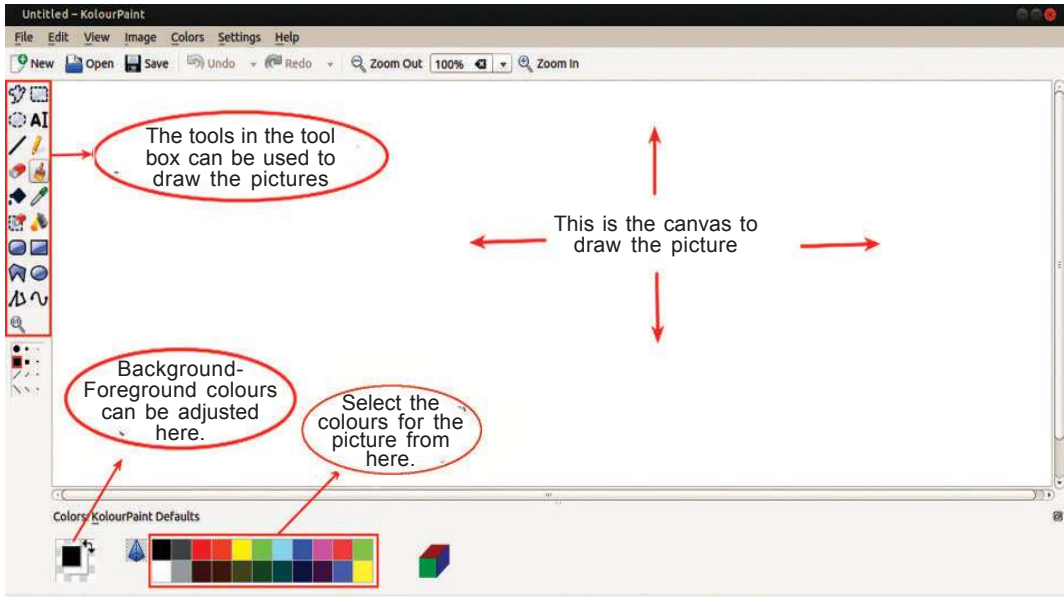 Untitled – KolourPaint
File Edit View Image Colors Settings Help
New Open Save Undo Redo Zoom Out 100% Zoom In
AI
The tools in the tool
box can be used to
draw the pictures
This is the canvas to
draw the picture
Background-
Foreground colours
can be adjusted
here.
Select the
colours for the
picture from
here.
Colors: KolourPaint Defaults